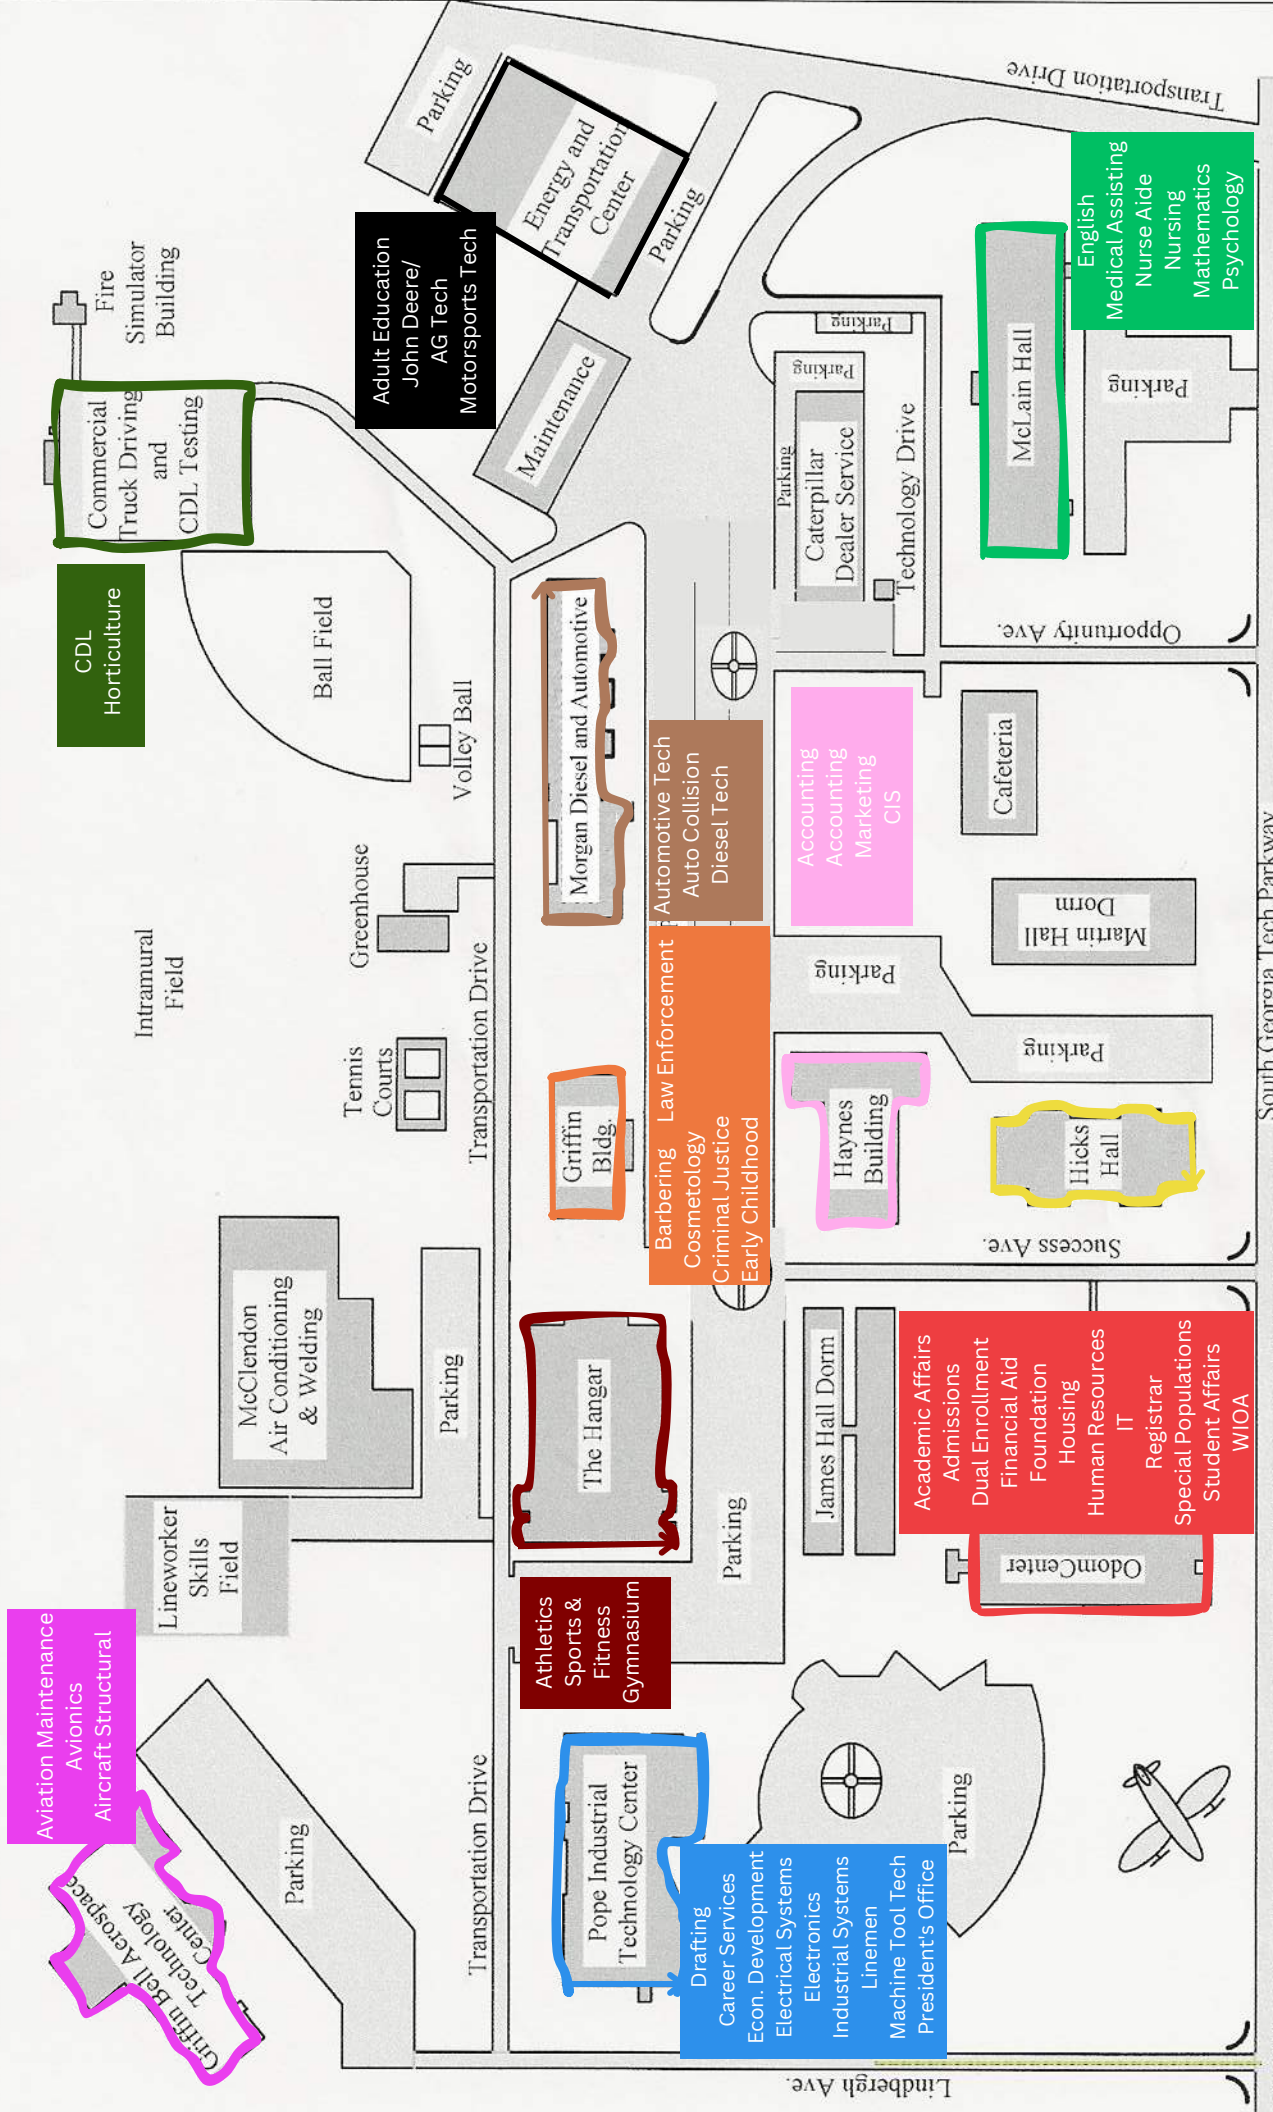 Parking
Energy and
Transportation
Center
Parking
Transportation Drive
Fire
Simulator
Building
Commercial
Truck Driving
and
CDL Testing
CDL
Horticulture
Adult Education
John Deere/
AG Tech
Motorsports Tech
Maintenance
English
Medical Assisting
Nurse Aide
Nursing
Mathematics
Psychology
McLain Hall
Parking
Parking
Parking
Parking
Caterpillar
Dealer Service
Technology Drive
Opportunity Ave.
Ball Field
Volley Ball
Morgan Diesel and Automotive
Automotive Tech
Auto Collision
Diesel Tech
Accounting
Accounting
Marketing
CIS
Cafeteria
Martin Hall
Dorm
South Georgia Tech Parkway
Intramural
Field
Greenhouse
Tennis
Courts
Transportation Drive
Griffin
Bldg.
Barbering Law Enforcement
Cosmetology
Criminal Justice
Early Childhood
Parking
Parking
Haynes
Building
Hicks
Hall
Success Ave.
McClendon
Air Conditioning
& Welding
Parking
The Hangar
Athletics
Sports &
Fitness
Gymnasium
Parking
James Hall Dorm
Academic Affairs
Admissions
Dual Enrollment
Financial Aid
Foundation
Housing
Human Resources
IT
Registrar
Special Populations
Student Affairs
WIOA
OdomCenter
Lineworker
Skills
Field
Aviation Maintenance
Avionics
Aircraft Structural
Griffin Bell Aerospace
Technology
Center
Parking
Transportation Drive
Pope Industrial
Technology Center
Drafting
Career Services
Econ. Development
Electrical Systems
Electronics
Industrial Systems
Linemen
Machine Tool Tech
President's Office
Parking
Lindbergh Ave.